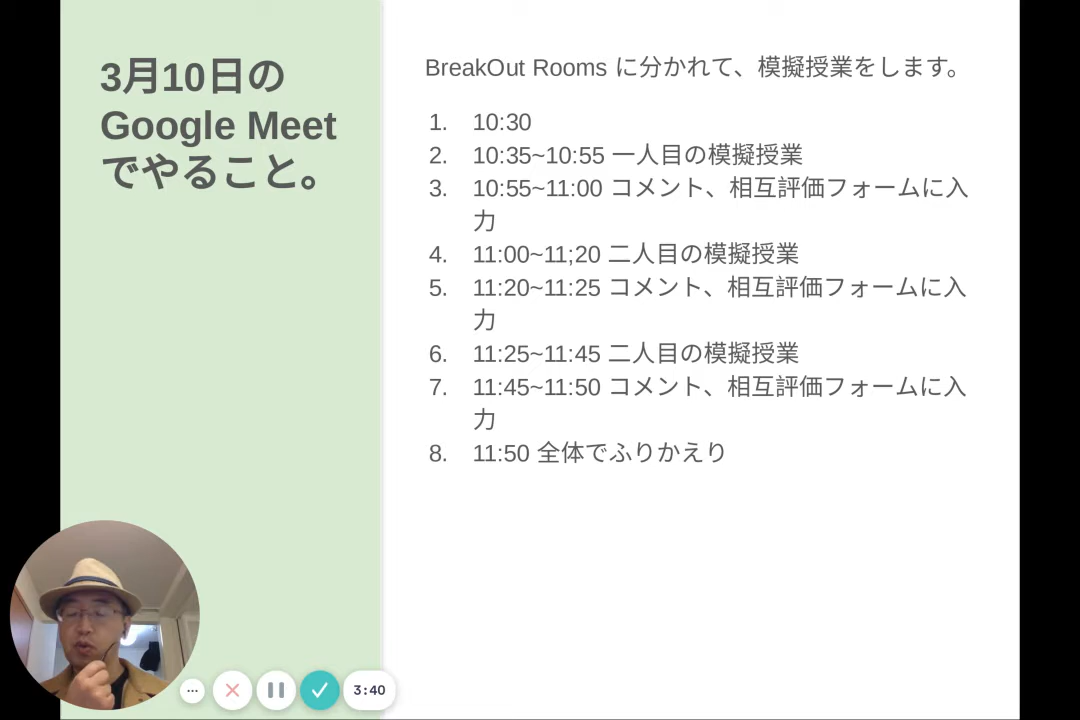 3月10日の
Google Meet
でやること。
BreakOut Rooms に分かれて、模擬授業をします。
1. 10:30
2. 10:35~10:55 一人目の模擬授業
3. 10:55~11:00 コメント、相互評価フォームに入
力
4. 11:00~11;20 二人目の模擬授業
5. 11:20~11:25 コメント、相互評価フォームに入
力
6. 11:25~11:45 二人目の模擬授業
7. 11:45~11:50 コメント、相互評価フォームに入
力
8. 11:50 全体でふりかえり
3:40